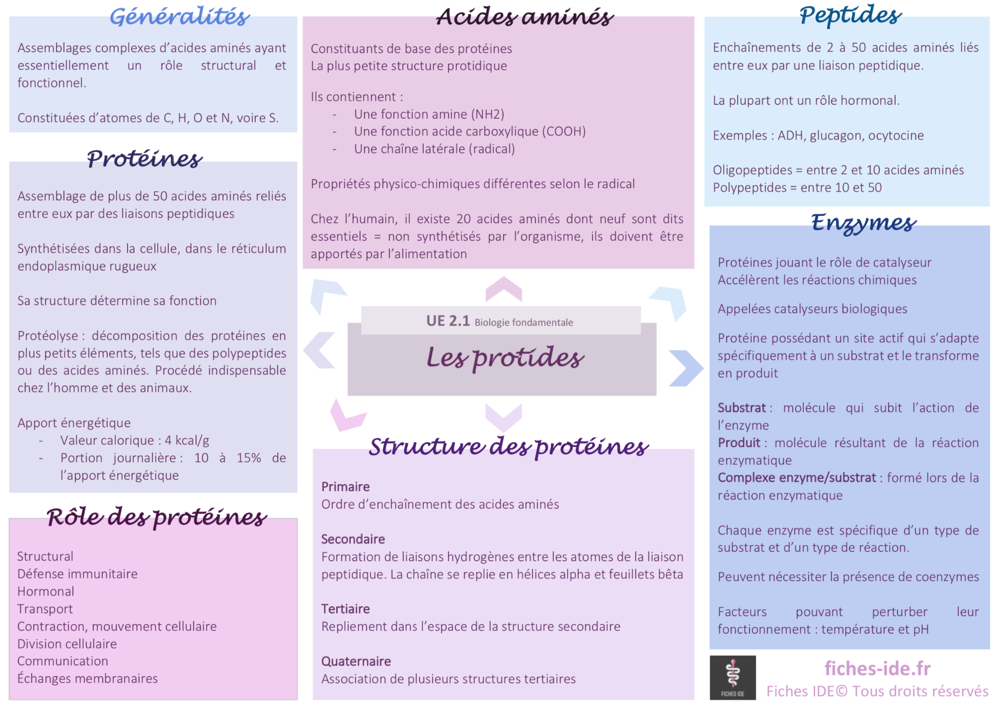 Généralités
Assemblages complexes d’acides aminés ayant
essentiellement un rôle structural et
fonctionnel.
Constituées d’atomes de C, H, O et N, voire S.
Protéines
Assemblage de plus de 50 acides aminés reliés
entre eux par des liaisons peptidiques
Synthétisées dans la cellule, dans le réticulum
endoplasmique rugueux
Sa structure détermine sa fonction
Protéolyse : décomposition des protéines en
plus petits éléments, tels que des polypeptides
ou des acides aminés. Procédé indispensable
chez l’homme et des animaux.
Apport énergétique
- Valeur calorique : 4 kcal/g
- Portion journalière : 10 à 15% de
l’apport énergétique
Rôle des protéines
Structural
Défense immunitaire
Hormonal
Transport
Contraction, mouvement cellulaire
Division cellulaire
Communication
Échanges membranaires
Acides aminés
Constituants de base des protéines
La plus petite structure protidique
Ils contiennent :
- Une fonction amine (NH2)
- Une fonction acide carboxylique (COOH)
- Une chaîne latérale (radical)
Propriétés physico-chimiques différentes selon le radical
Chez l’humain, il existe 20 acides aminés dont neuf sont dits
essentiels = non synthétisés par l’organisme, ils doivent être
apportés par l’alimentation
UE 2.1 Biologie fondamentale
Les protides
Structure des protéines
Primaire
Ordre d’enchaînement des acides aminés
Secondaire
Formation de liaisons hydrogènes entre les atomes de la liaison
peptidique. La chaîne se replie en hélices alpha et feuillets bêta
Tertiaire
Repliement dans l’espace de la structure secondaire
Quaternaire
Association de plusieurs structures tertiaires
Peptides
Enchaînements de 2 à 50 acides aminés liés
entre eux par une liaison peptidique.
La plupart ont un rôle hormonal.
Exemples : ADH, glucagon, ocytocine
Oligopeptides = entre 2 et 10 acides aminés
Polypeptides = entre 10 et 50
Enzymes
Protéines jouant le rôle de catalyseur
Accélèrent les réactions chimiques
Appelées catalyseurs biologiques
Protéine possédant un site actif qui s’adapte
spécifiquement à un substrat et le transforme
en produit
Substrat : molécule qui subit l’action de
l’enzyme
Produit : molécule résultant de la réaction
enzymatique
Complexe enzyme/substrat : formé lors de la
réaction enzymatique
Chaque enzyme est spécifique d’un type de
substrat et d’un type de réaction.
Peuvent nécessiter la présence de coenzymes
Facteurs pouvant perturber leur
fonctionnement : température et pH
FICHES IDE
fiches-ide.fr
Fiches IDE© Tous droits réservés